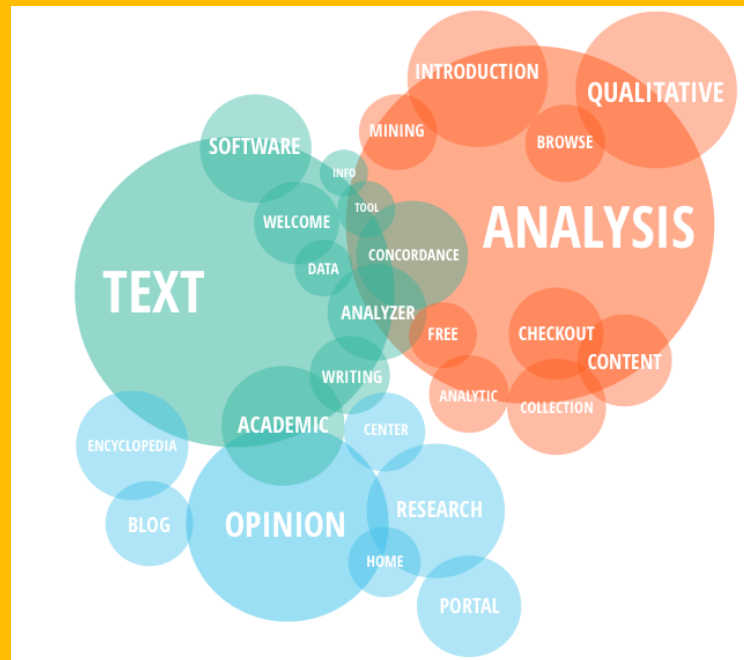 INTRODUCTION
QUALITATIVE
MINING
BROWSE
SOFTWARE
INFO
TOOL
WELCOME
ANALYSIS
CONCORDANCE
DATA
TEXT
ANALYZER
FREE
CHECKOUT
CONTENT
WRITING
ANALYTIC
COLLECTION
ACADEMIC
CENTER
ENCYCLOPEDIA
RESEARCH
BLOG
OPINION
HOME
PORTAL